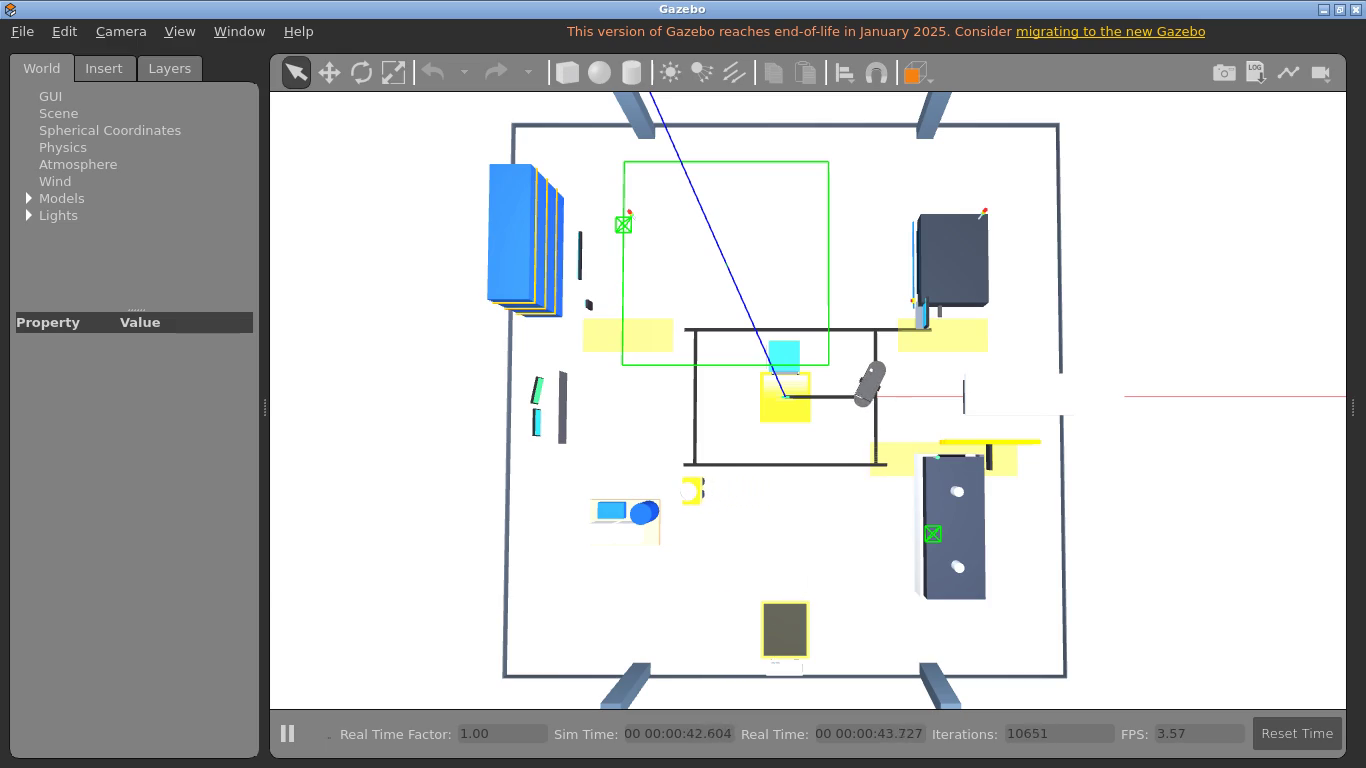 Gazebo
File Edit Camera View Window Help
This version of Gazebo reaches end-of-life in January 2025. Consider migrating to the new Gazebo
World Insert Layers
LOG
GUI
Scene
Spherical Coordinates
Physics
Atmosphere
Wind
Models
Lights
Property Value
Real Time Factor: 1.00 Sim Time: 00 00:00:42.604 Real Time: 00 00:00:43.727 Iterations: 10651 FPS: 3.57 Reset Time